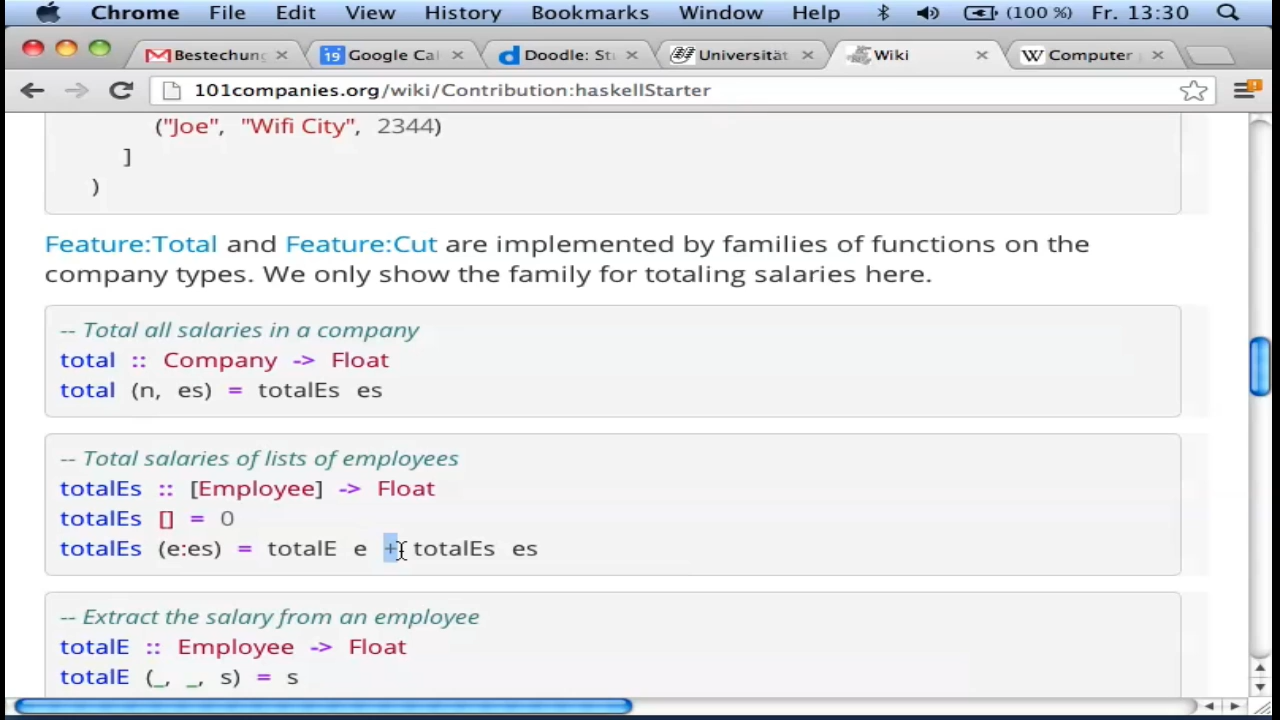 Chrome File Edit View History Bookmarks Window Help (100 %) Fr. 13:30
Bestechung 19 Google Cal Doodle: Stu Universität Wiki Computer
101companies.org/wiki/Contribution:haskellStarter
("Joe", "Wifi City", 2344)
]
)
Feature:Total and Feature:Cut are implemented by families of functions on the
company types. We only show the family for totaling salaries here.
-- Total all salaries in a company
total :: Company -> Float
total (n, es) = totalEs es
-- Total salaries of lists of employees
totalEs :: [Employee] -> Float
totalEs [] = 0
totalEs (e:es) = totalE e + totalEs es
-- Extract the salary from an employee
totalE :: Employee -> Float
totalE (_, _, s) = s